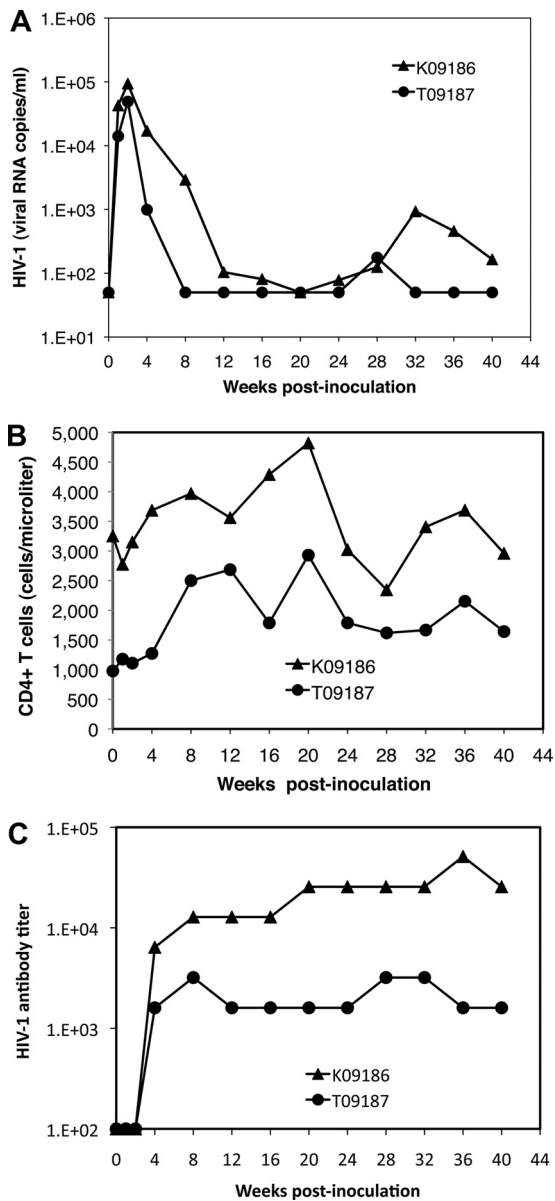 A
HIV-1 (viral RNA copies/ml)
1.E+06
1.E+05
1.E+04
1.E+03
1.E+02
1.E+01
K09186
T09187
0 4 8 12 16 20 24 28 32 36 40 44
Weeks post-inoculation
B
CD4+ T cells (cells/microliter)
5,000
4,500
4,000
3,500
3,000
2,500
2,000
1,500
1,000
500
0
K09186
T09187
0 4 8 12 16 20 24 28 32 36 40 44
Weeks post-inoculation
C
HIV-1 antibody titer
1.E+05
1.E+04
1.E+03
1.E+02
K09186
T09187
0 4 8 12 16 20 24 28 32 36 40 44
Weeks post-inoculation